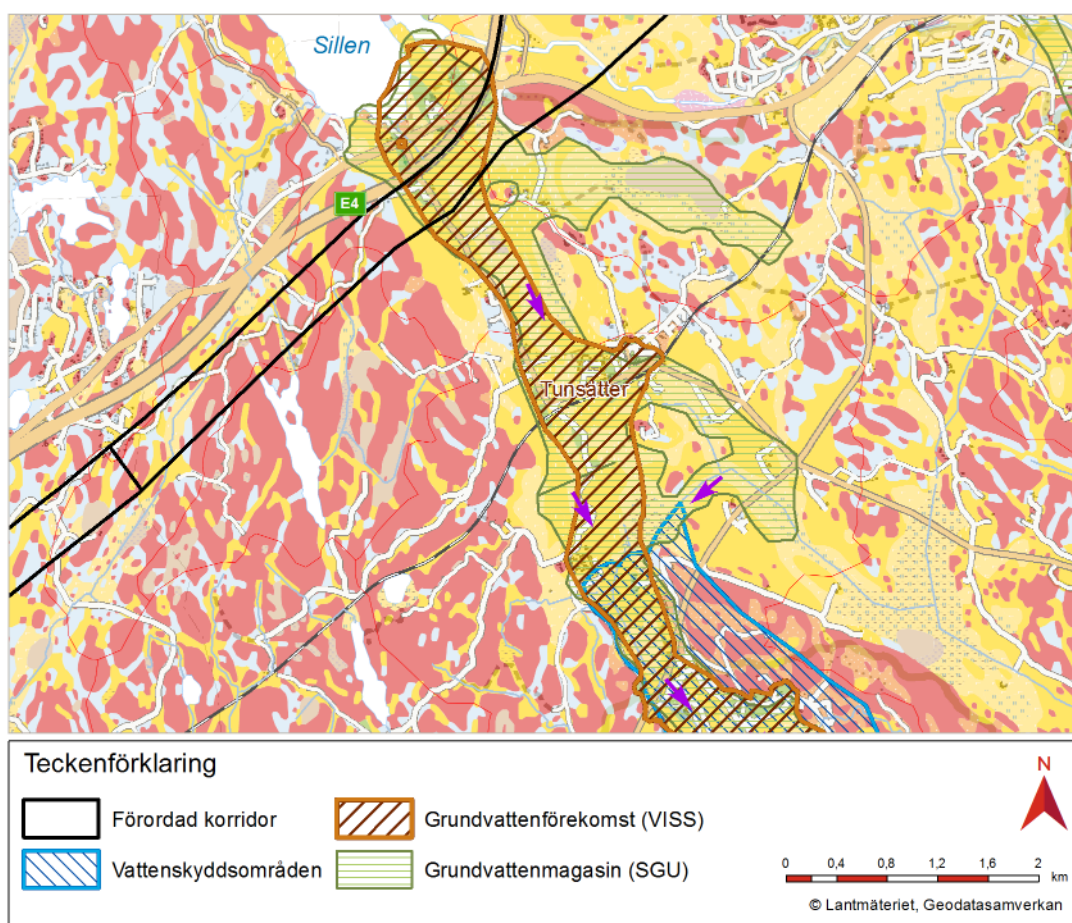 Sillen
E4
Tunsätter
Teckenförklaring
N
Förordad korridor
Grundvattenförekomst (VISS)
Vattenskyddsområden
Grundvattenmagasin (SGU)
0 0,4 0,8 1,2 1,6 2
km
© Lantmäteriet, Geodatasamverkan